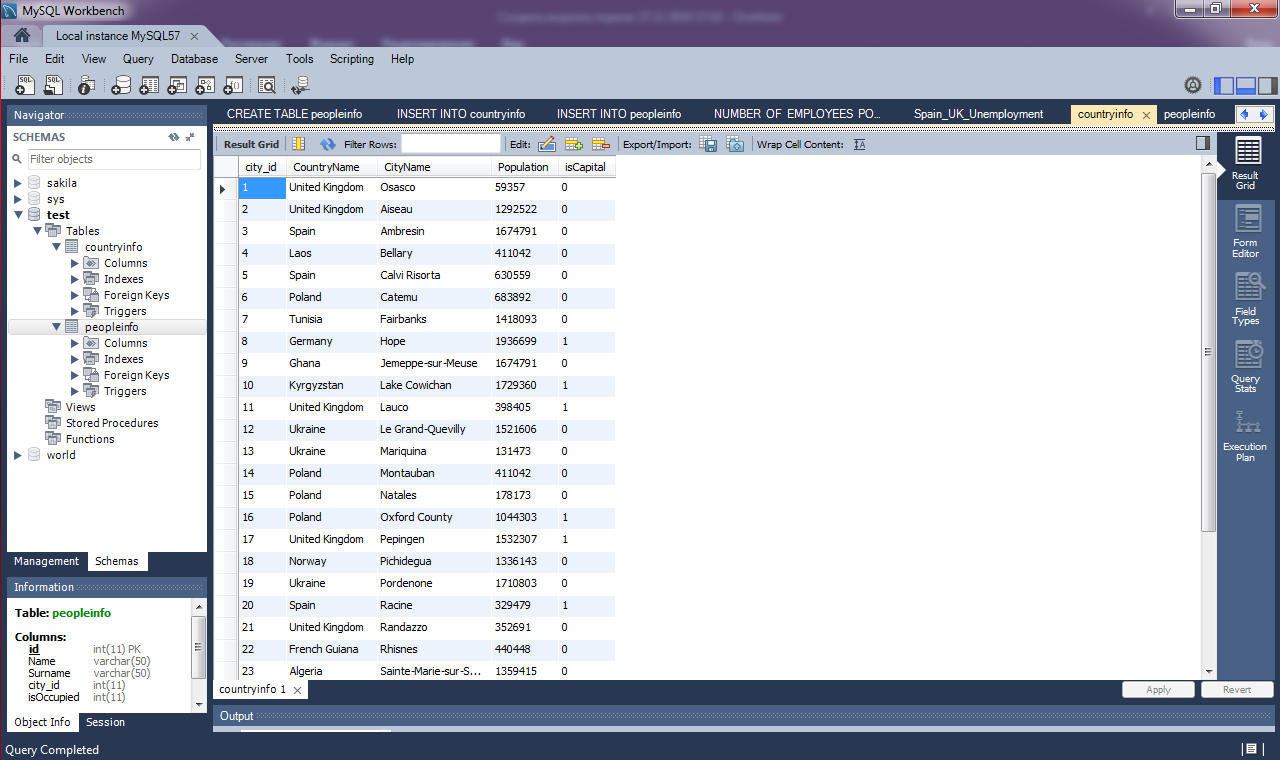 MySQL Workbench
Local instance MySQL57
File Edit View Query Database Server Tools Scripting Help
Navigator
SCHEMAS
Filter objects
sakila
sys
test
Tables
countryinfo
Columns
Indexes
Foreign Keys
Triggers
peopleinfo
Columns
Indexes
Foreign Keys
Triggers
Views
Stored Procedures
Functions
world
Management Schemas
Information
Table: peopleinfo
Columns:
id int(11) PK
Name varchar(50)
Surname varchar(50)
city_id int(11)
isOccupied int(11)
Object Info Session
CREATE TABLE peopleinfo INSERT INTO countryinfo INSERT INTO peopleinfo NUMBER OF EMPLOYEES PO... Spain_UK_Unemployment countryinfo peopleinfo
Result Grid Filter Rows: Edit: Export/Import: Wrap Cell Content:
city_id CountryName CityName Population isCapital
1 United Kingdom Osasco 59357 0
2 United Kingdom Aiseau 1292522 0
3 Spain Ambresin 1674791 0
4 Laos Bellary 411042 0
5 Spain Calvi Risorta 630559 0
6 Poland Catemu 683892 0
7 Tunisia Fairbanks 1418093 0
8 Germany Hope 1936699 1
9 Ghana Jemeppe-sur-Meuse 1674791 0
10 Kyrgyzstan Lake Cowichan 1729360 1
11 United Kingdom Lauco 398405 1
12 Ukraine Le Grand-Quevilly 1521606 0
13 Ukraine Mariquina 131473 0
14 Poland Montauban 411042 0
15 Poland Natales 178173 0
16 Poland Oxford County 1044303 1
17 United Kingdom Pepingen 1532307 1
18 Norway Pichidegua 1336143 0
19 Ukraine Pordenone 1710803 0
20 Spain Racine 329479 1
21 United Kingdom Randazzo 352691 0
22 French Guiana Rhisnes 440448 0
23 Algeria Sainte-Marie-sur-S... 1359415 0
Result
Grid
Form
Editor
Field
Types
Query
Stats
Execution
Plan
countryinfo 1
Apply Revert
Output
Query Completed